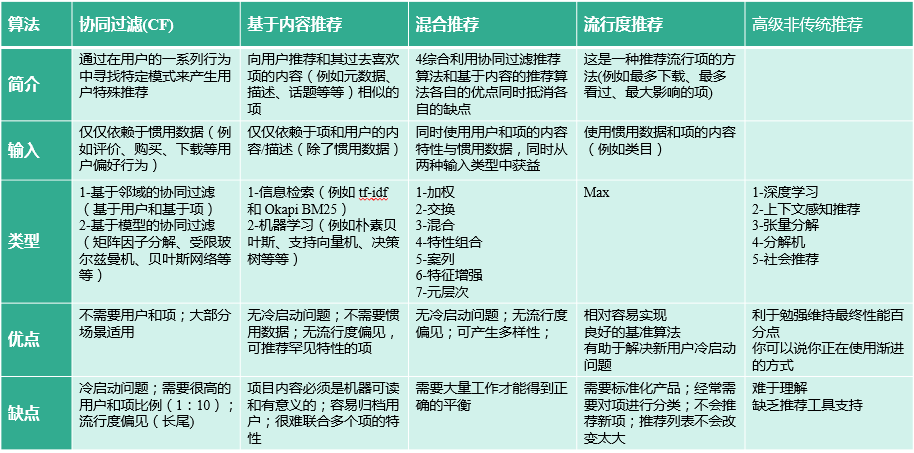 算法
协同过滤(CF)
基于内容推荐
混合推荐
流行度推荐
高级非传统推荐
简介
通过在用户的一系列行为
中寻找特定模式来产生用
户特殊推荐
向用户推荐和其过去喜欢
项的内容（例如元数据、
描述、话题等等）相似的
项
4综合利用协同过滤推荐
算法和基于内容的推荐算
法各自的优点同时抵消各
自的缺点
这是一种推荐流行项的方
法(例如最多下载、最多
看过、最大影响的项)
输入
仅仅依赖于惯用数据（例
如评价、购买、下载等用
户偏好行为）
仅仅依赖于项和用户的内
容/描述（除了惯用数据）
同时使用用户和项的内容
特性与惯用数据，同时从
两种输入类型中获益
使用惯用数据和项的内容
（例如类目）
类型
1-基于邻域的协同过滤
（基于用户和基于项）
2-基于模型的协同过滤
（矩阵因子分解、受限玻
尔兹曼机、贝叶斯网络等
等）
1-信息检索（例如tf-idf
和Okapi BM25）
2-机器学习（例如朴素贝
叶斯、支持向量机、决策
树等等）
1-加权
2-交换
3-混合
4-特性组合
5-案列
6-特征增强
7-元层次
Max
1-深度学习
2-上下文感知推荐
3-张量分解
4-分解机
5-社会推荐
优点
不需要用户和项；大部分
场景适用
无冷启动问题；不需要惯
用数据；无流行度偏见，
可推荐罕见特性的项
无冷启动问题；无流行度
偏见；可产生多样性；
相对容易实现
良好的基准算法
有助于解决新用户冷启动
问题
利于勉强维持最终性能百
分点
你可以说你正在使用渐进
的方式
缺点
冷启动问题；需要很高的
用户和项比例（1：10）；
流行度偏见（长尾)
项目内容必须是机器可读
和有意义的；容易归档用
户；很难联合多个项的特
性
需要大量工作才能得到正
确的平衡
需要标准化产品；经常需
要对项进行分类；不会推
荐新项；推荐列表不会改
变太大
难于理解
缺乏推荐工具支持